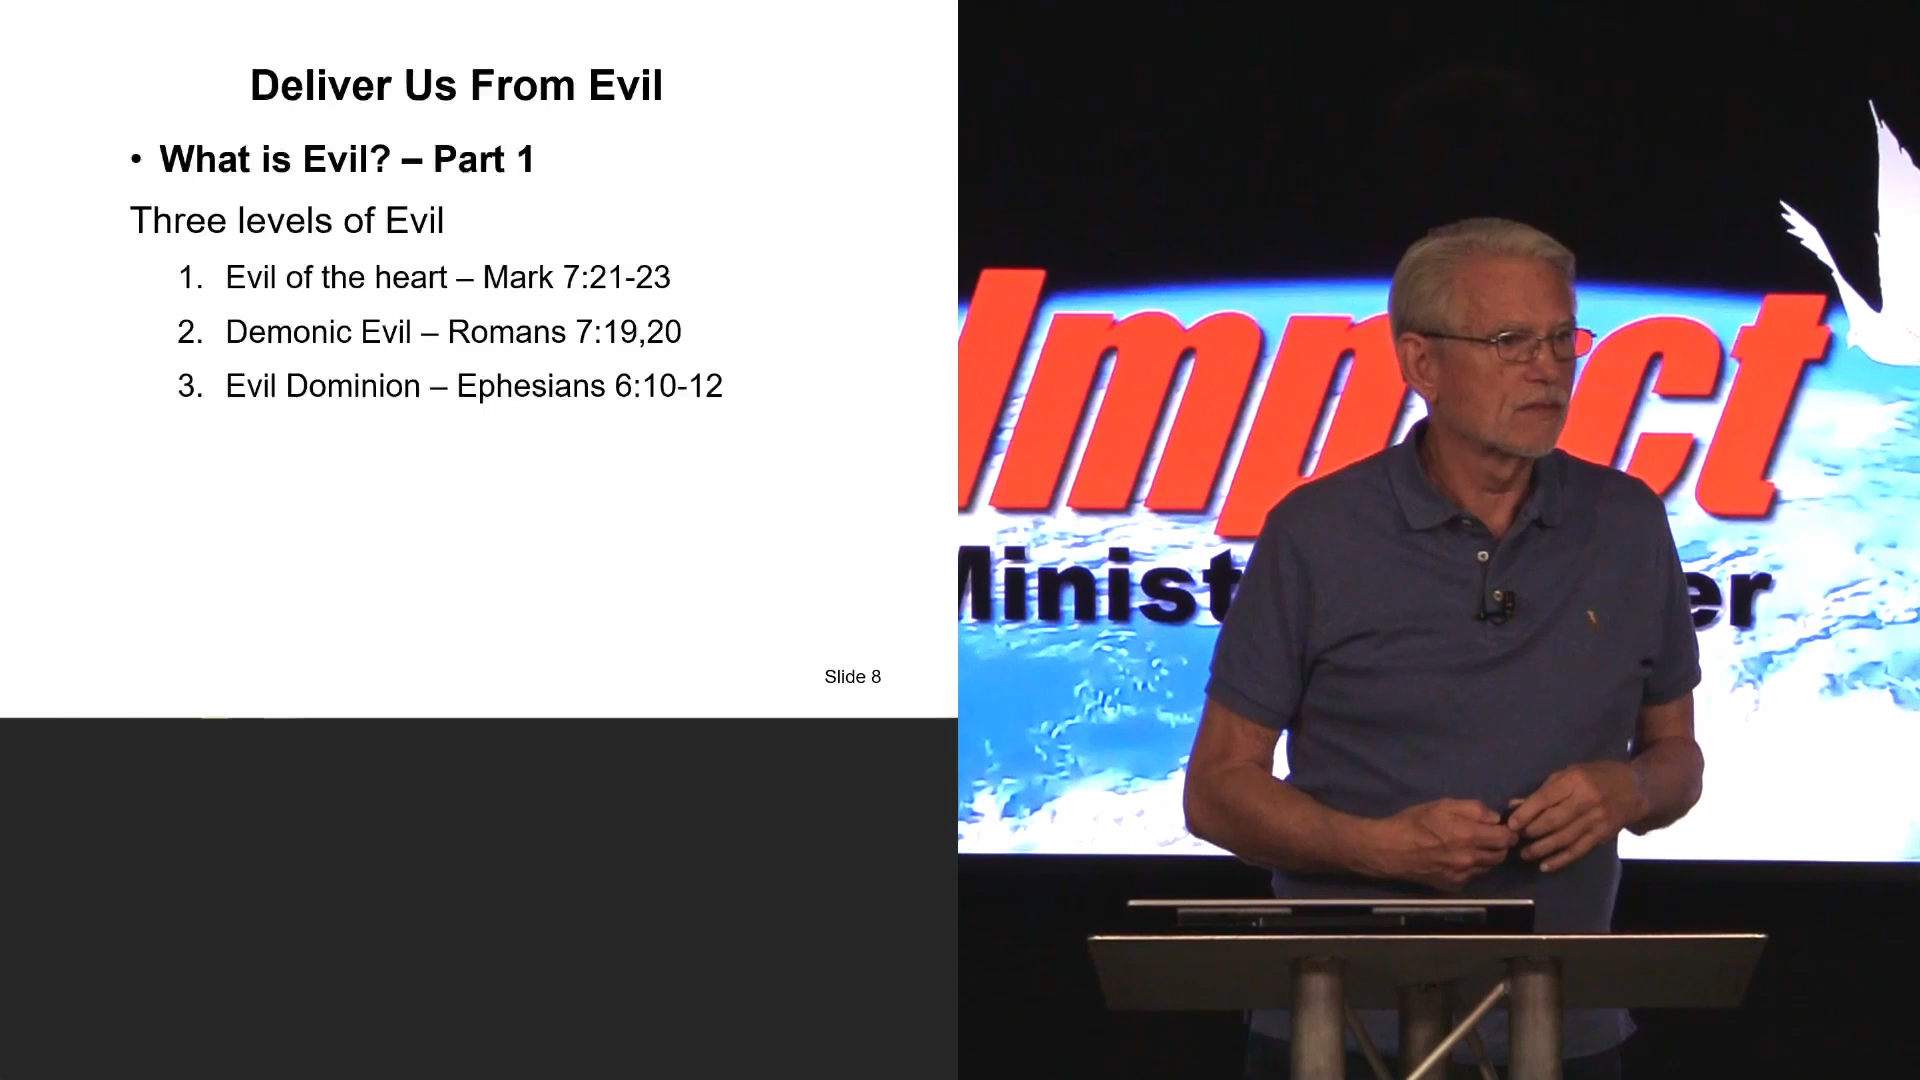 Deliver Us From Evil
• What is Evil? – Part 1
Three levels of Evil
1. Evil of the heart – Mark 7:21-23
2. Demonic Evil – Romans 7:19,20
3. Evil Dominion – Ephesians 6:10-12
Slide 8